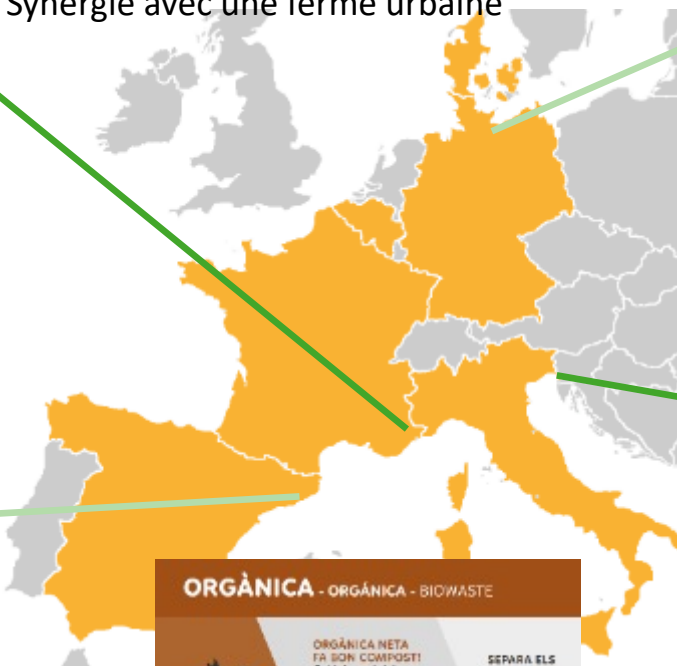 Synergie avec une ferme urbaine
ORGÀNICA - ORGÁNICA - BIOWASTE
ORGÀNICA NETA
FA BON COMPOST!
SEPARA ELS